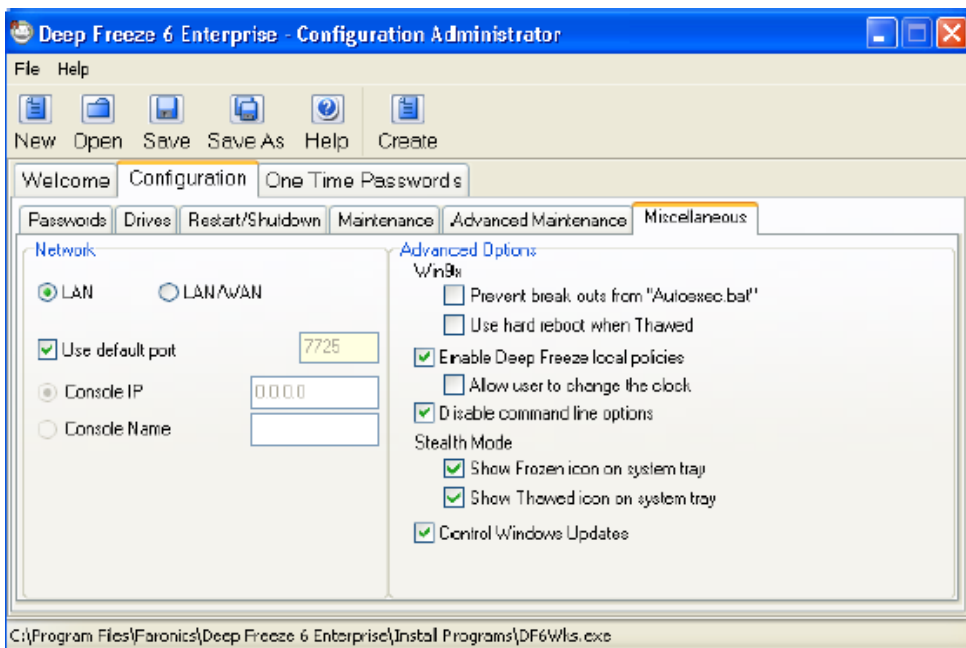 Deep Freeze 6 Enterprise - Configuration Administrator
File Help
New Open Save Save As Help Create
Welcome Configuration One Time Passwords
Passwords Drives Restart/Shutdown Maintenance Advanced Maintenance Miscellaneous
Network
LAN LAN/WAN
Use default port 7725
Console IP 0.0.0.0
Console Name
Advanced Options
Win9x
Prevent break outs from "Autoexec.bat"
Use hard reboot when Thawed
Enable Deep Freeze local policies
Allow user to change the clock
Disable command line options
Stealth Mode
Show Frozen icon on system tray
Show Thawed icon on system tray
Control Windows Updates
C:\Program Files\Faronics\Deep Freeze 6 Enterprise\Install Programs\DF6Wks.exe